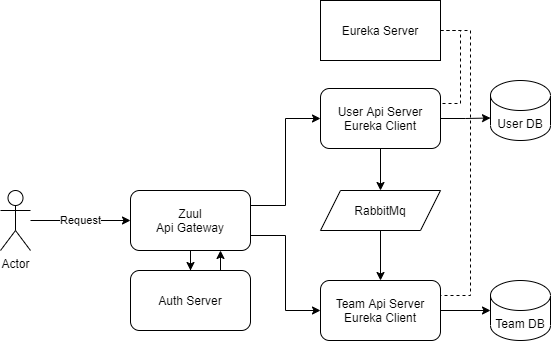 Eureka Server
User Api Server
Eureka Client
User DB
Request
Zuul
Api Gateway
RabbitMq
Actor
Auth Server
Team Api Server
Eureka Client
Team DB